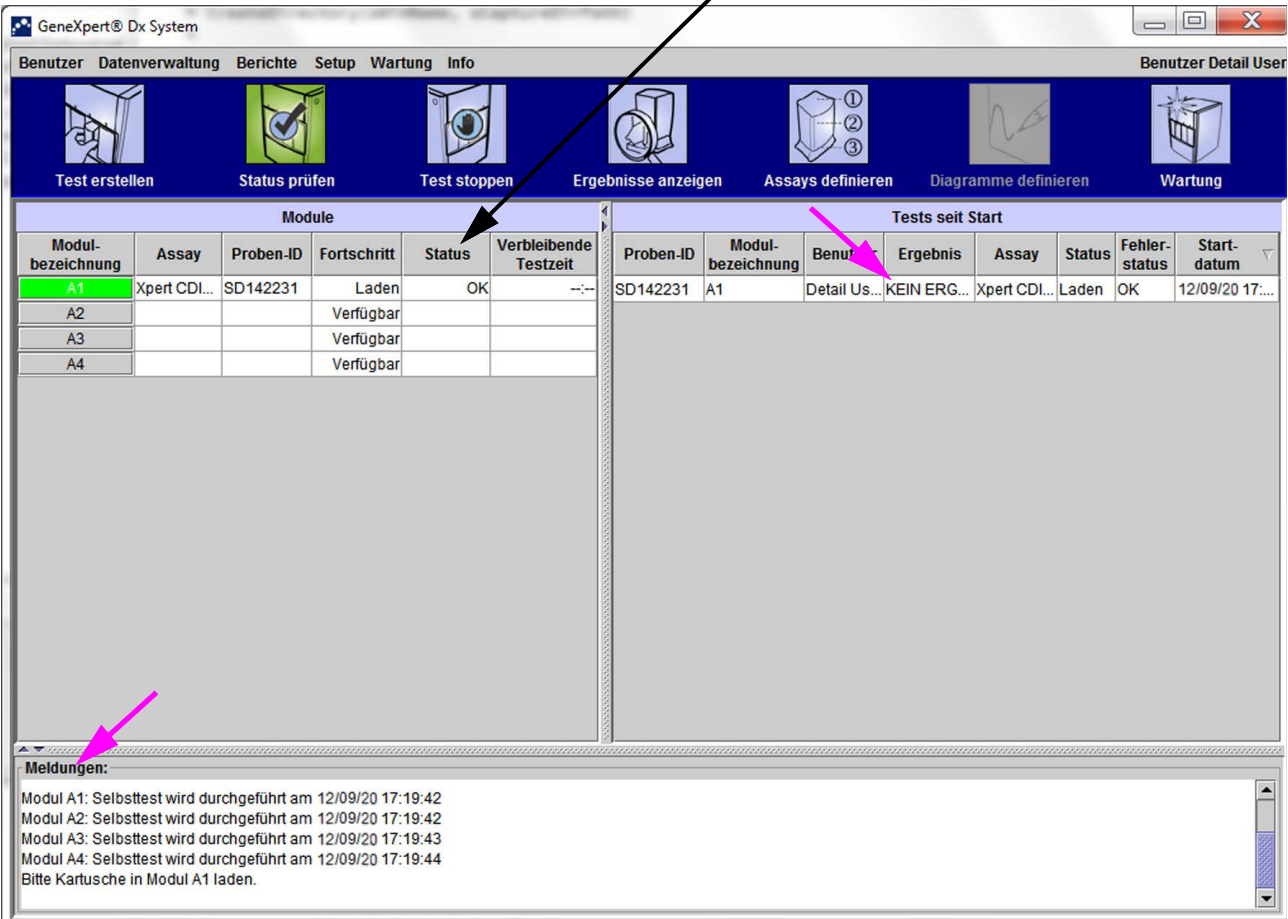 GeneXpert® Dx System
Benutzer Datenverwaltung Berichte Setup Wartung Info Benutzer Detail User
①
②
③
Test erstellen Status prüfen Test stoppen Ergebnisse anzeigen Assays definieren Diagramme definieren Wartung
Module Tests seit Start
Modul-bezeichnung Assay Proben-ID Fortschritt Status Verbleibende Testzeit Proben-ID Modul-bezeichnung Ergebnis Assay Status Fehler-status Start-datum
A1 Xpert CDI... SD142231 Laden OK --:-- SD142231 A1 Detail Us... KEIN ERG... Xpert CDI... Laden OK 12/09/20 17:...
A2 Verfügbar
A3 Verfügbar
A4 Verfügbar
Meldungen:
Modul A1: Selbsttest wird durchgeführt am 12/09/20 17:19:42
Modul A2: Selbsttest wird durchgeführt am 12/09/20 17:19:42
Modul A3: Selbsttest wird durchgeführt am 12/09/20 17:19:43
Modul A4: Selbsttest wird durchgeführt am 12/09/20 17:19:44
Bitte Kartusche in Modul A1 laden.